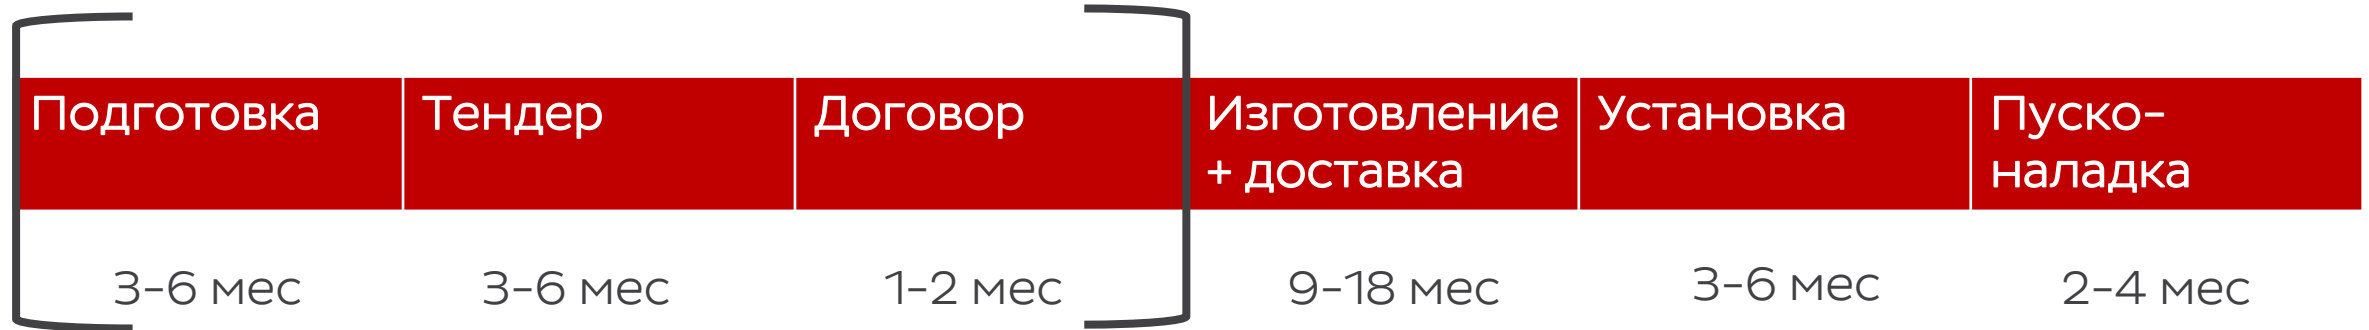 Подготовка
Тендер
Договор
Изготовление
+ доставка
Установка
Пуско-
наладка
3-6 мес
3-6 мес
1-2 мес
9-18 мес
3-6 мес
2-4 мес